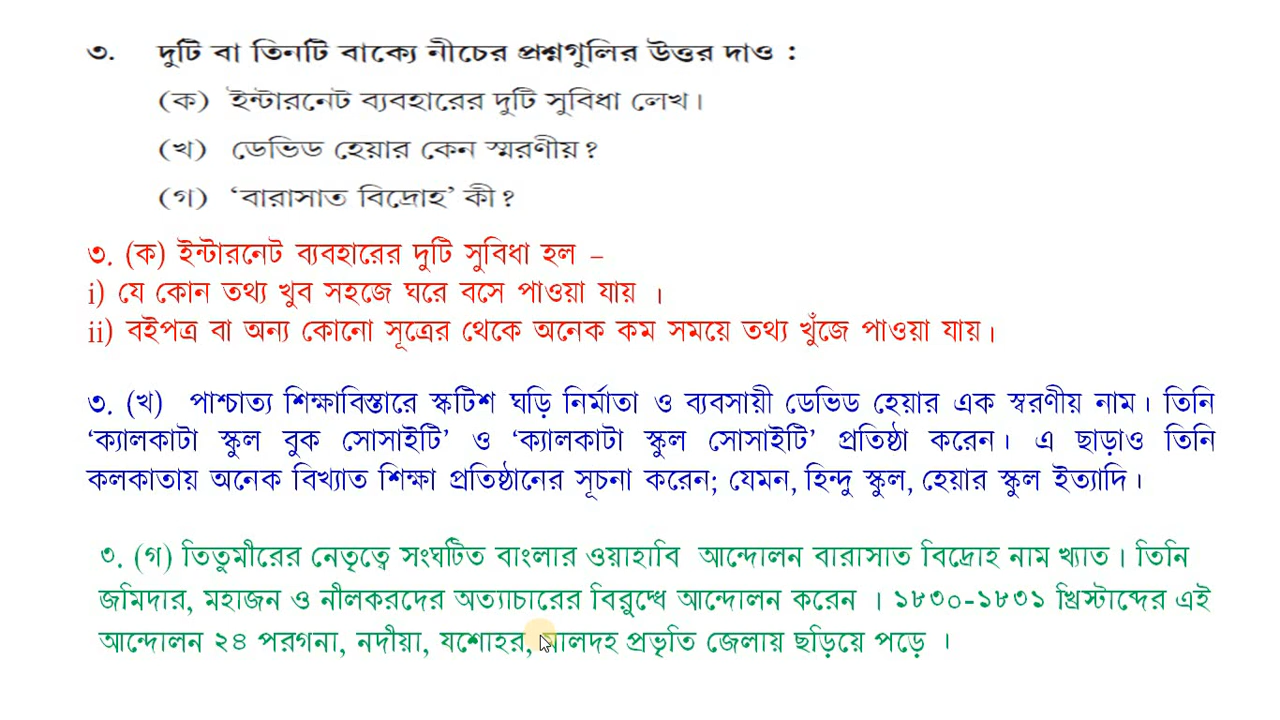 ৩. দুটি বা তিনটি বাক্যে নীচের প্রশ্নগুলির উত্তর দাও :
(ক) ইন্টারনেট ব্যবহারের দুটি সুবিধা লেখ।
(খ) ডেভিড হেয়ার কেন স্মরণীয়?
(গ) ‘বারাসাত বিদ্রোহ’ কী?
৩. (ক) ইন্টারনেট ব্যবহারের দুটি সুবিধা হল –
i) যে কোন তথ্য খুব সহজে ঘরে বসে পাওয়া যায় ।
ii) বইপত্র বা অন্য কোনো সূত্রের থেকে অনেক কম সময়ে তথ্য খুঁজে পাওয়া যায়।
৩. (খ) পাশ্চাত্য শিক্ষাবিস্তারে স্কটিশ ঘড়ি নির্মাতা ও ব্যবসায়ী ডেভিড হেয়ার এক স্বরণীয় নাম। তিনি
‘ক্যালকাটা স্কুল বুক সোসাইটি’ ও ‘ক্যালকাটা স্কুল সোসাইটি’ প্রতিষ্ঠা করেন। এ ছাড়াও তিনি
কলকাতায় অনেক বিখ্যাত শিক্ষা প্রতিষ্ঠানের সূচনা করেন; যেমন, হিন্দু স্কুল, হেয়ার স্কুল ইত্যাদি।
৩. (গ) তিতুমীরের নেতৃত্বে সংঘটিত বাংলার ওয়াহাবি আন্দোলন বারাসাত বিদ্রোহ নাম খ্যাত। তিনি
জমিদার, মহাজন ও নীলকরদের অত্যাচারের বিরুদ্ধে আন্দোলন করেন । ১৮৩০-১৮৩১ খ্রিস্টাব্দের এই
আন্দোলন ২৪ পরগনা, নদীয়া, যশোহর, মালদহ প্রভৃতি জেলায় ছড়িয়ে পড়ে ।